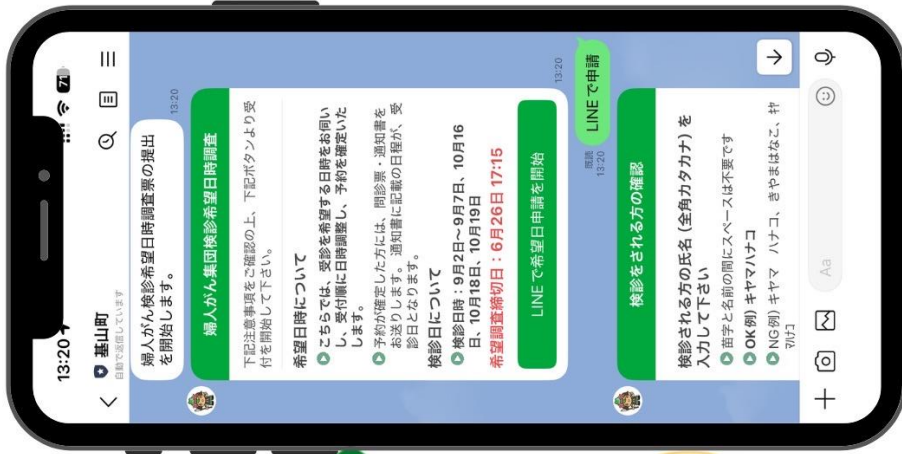 13:20
71
基山町
自動で返信しています
婦人がん検診希望日時調査票の提出
を開始します。
13:20
婦人がん集団検診希望日時調査
下記注意事項をご確認の上、下記ボタンより受
付を開始して下さい。
希望日時について
こちらでは、受診を希望する日時をお伺い
し、受付順に日時調整し、予約を確定いた
します。
予約が確定した方には、問診票・通知書を
お送りします。通知書に記載の日程が、受
診日となります。
検診日について
検診日時:9月2日〜9月7日、10月16
日、10月18日、10月19日
希望調査締切日:6月26日 17:15
LINEで希望日申請を開始
13:20
LINEで申請
既読
13:20
検診をされる方の確認
検診される方の氏名(全角カタカナ)を
入力して下さい
苗字と名前の間にスペースは不要です
OK例)キヤマハナコ
NG例)キヤマ ハナコ、きやまはなこ、ｷﾔ
ﾏﾊﾅｺ
Aa